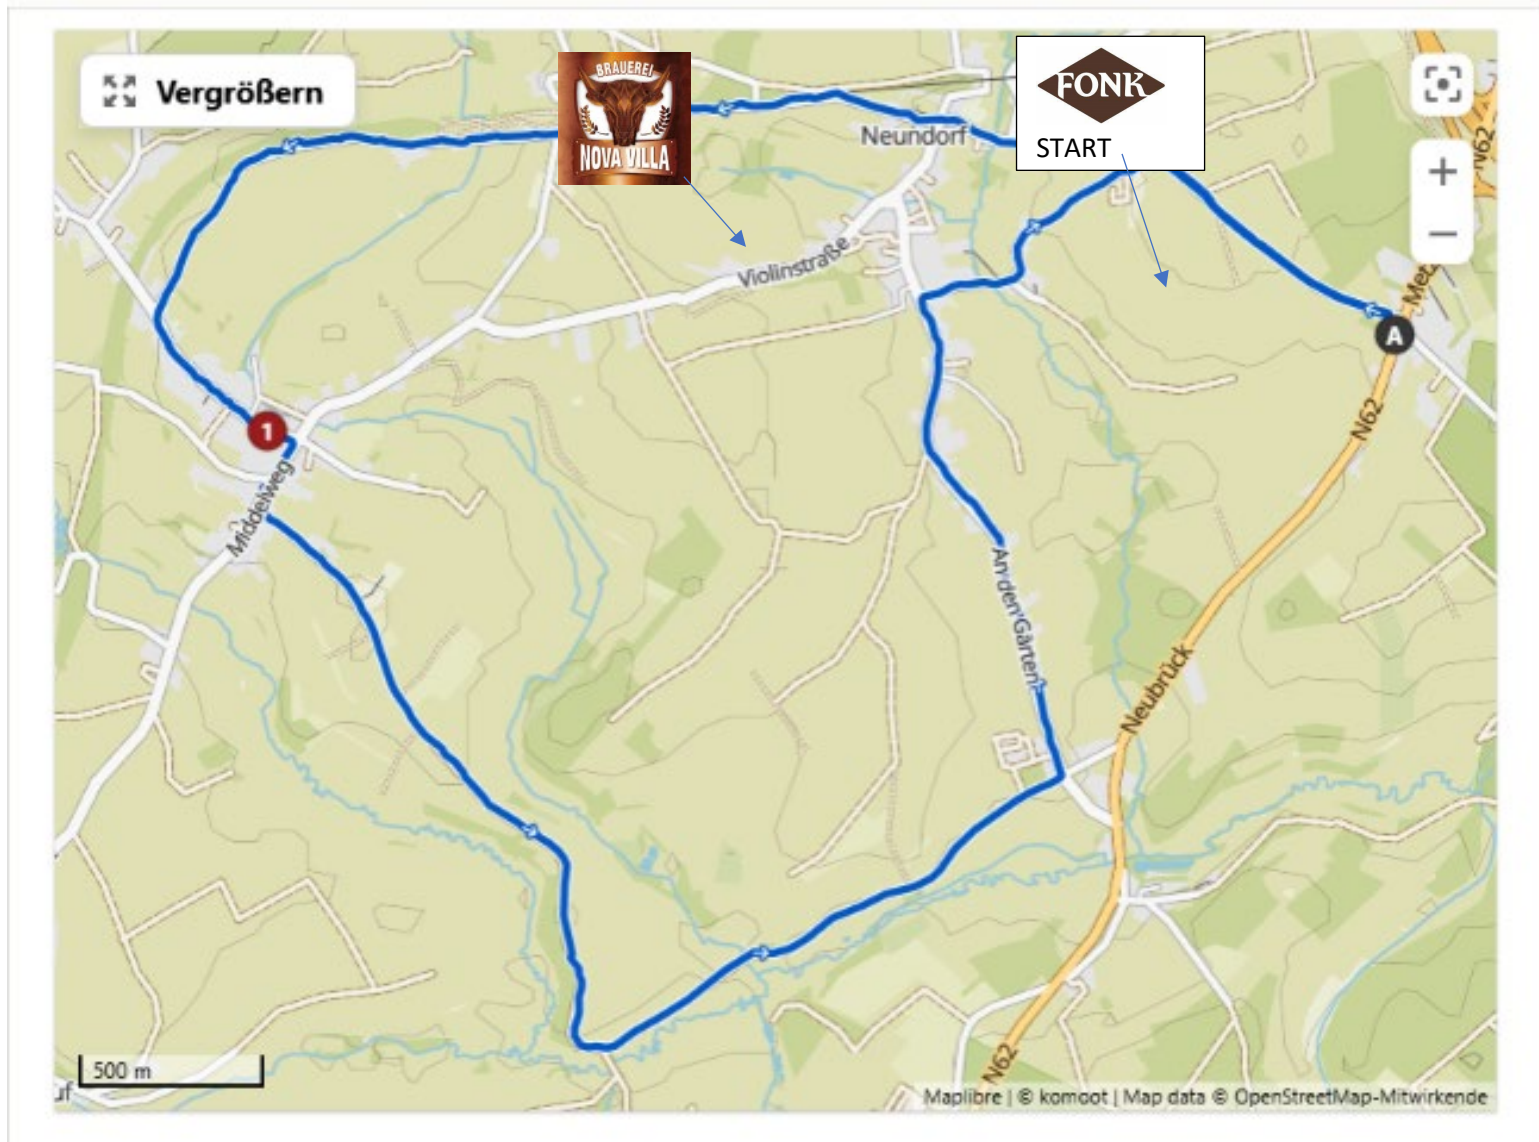 Vergrößern
BRAUEREI
NOVA VILLA
FONK
START
N62
Neundorf
Violinstraße
A
N62
1
Middelweg
An den Gärten
Neubrück
500 m
N62
Maplibre | © komoot | Map data © OpenStreetMap-Mitwirkende